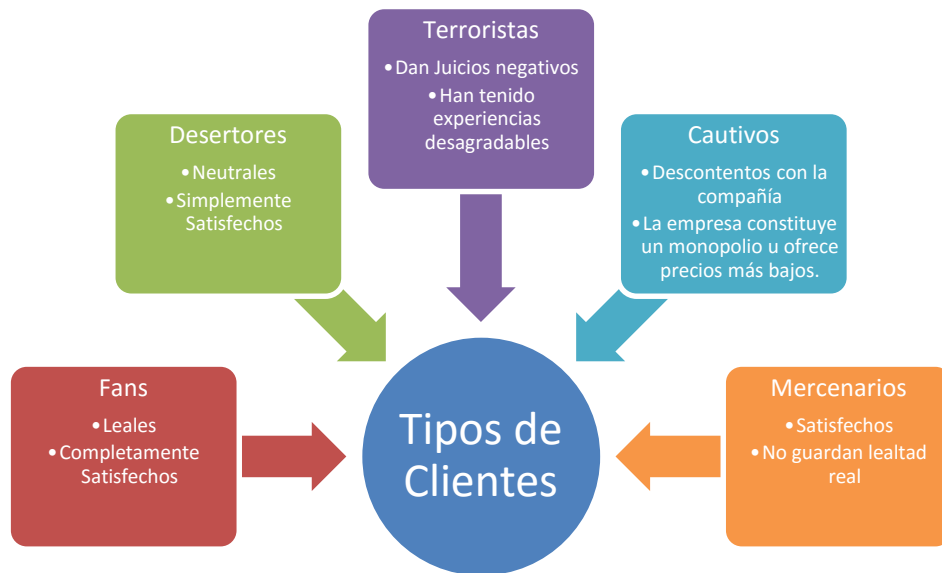 Terroristas
•Dan Juicios negativos
•Han tenido
experiencias
desagradables
Desertores
•Neutrales
•Simplemente
Satisfechos
Cautivos
•Descontentos con la
compañía
•La empresa constituye
un monopolio u ofrece
precios más bajos.
Fans
•Leales
•Completamente
Satisfechos
Tipos de
Clientes
Mercenarios
•Satisfechos
•No guardan lealtad
real